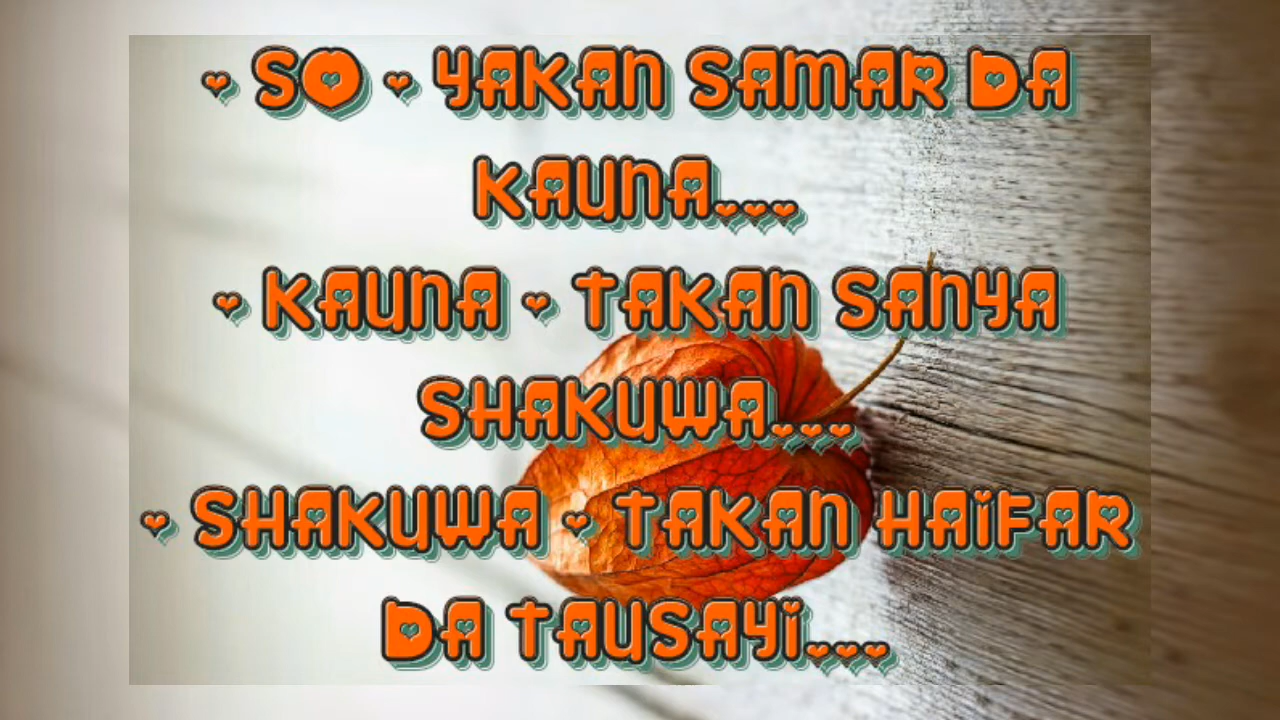 ♥ SO ♥ YAKAN SAMAR DA
KAUNA...
♥ KAUNA ♥ TAKAN SANYA
SHAKUWA...
♥ SHAKUWA ♥ TAKAN HAIFAR
DA TAUSAYI...